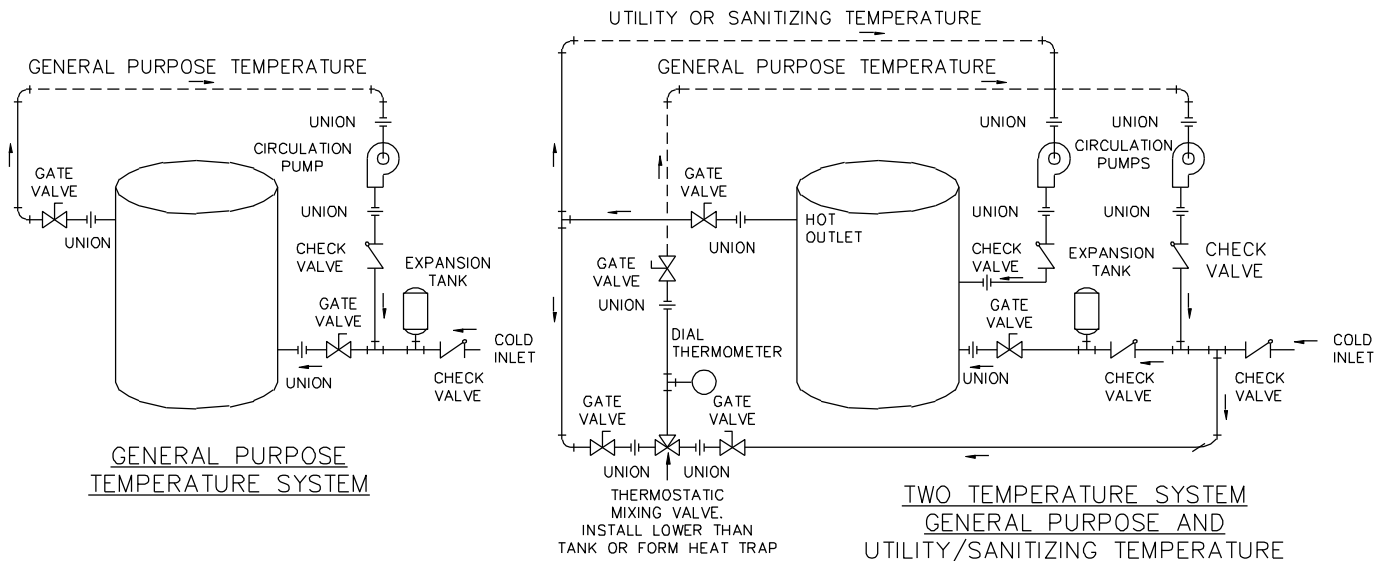 GENERAL PURPOSE TEMPERATURE
UNION
CIRCULATION
PUMP
GATE
VALVE
UNION
UNION
CHECK
VALVE
EXPANSION
TANK
GATE
VALVE
UNION
COLD
INLET
CHECK
VALVE
GENERAL PURPOSE
TEMPERATURE SYSTEM
UTILITY OR SANITIZING TEMPERATURE
GENERAL PURPOSE TEMPERATURE
UNION
UNION
CIRCULATION
PUMPS
GATE
VALVE
UNION
HOT
OUTLET
UNION
UNION
CHECK
VALVE
EXPANSION
TANK
CHECK
VALVE
GATE
VALVE
UNION
GATE
VALVE
DIAL
THERMOMETER
UNION
CHECK
VALVE
COLD
INLET
CHECK
VALVE
GATE
VALVE
GATE
VALVE
UNION
UNION
THERMOSTATIC
MIXING VALVE.
INSTALL LOWER THAN
TANK OR FORM HEAT TRAP
TWO TEMPERATURE SYSTEM
GENERAL PURPOSE AND
UTILITY/SANITIZING TEMPERATURE